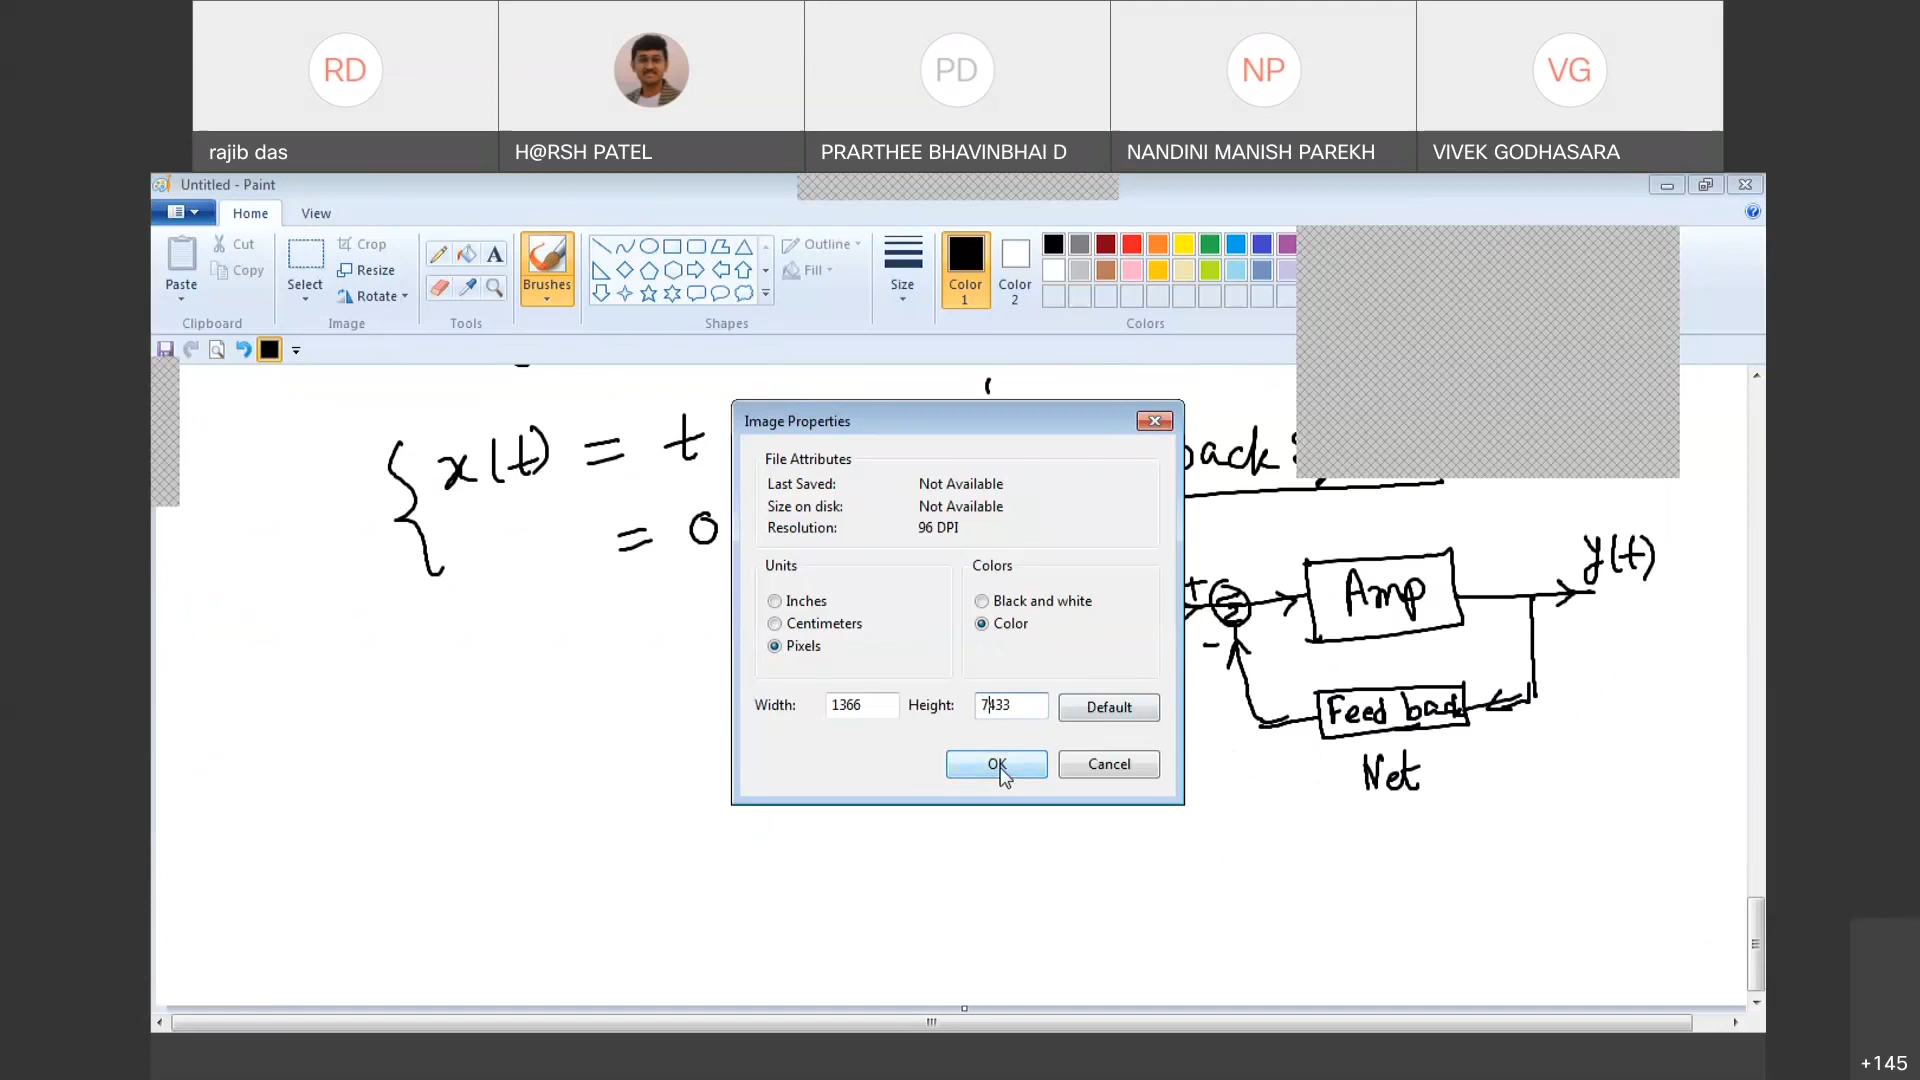 RD
PD
NP
VG
rajib das
H@RSH PATEL
PRARTHEE BHAVINBHAI D
NANDINI MANISH PAREKH
VIVEK GODHASARA
Untitled - Paint
Home
View
Paste
Cut
Copy
Clipboard
Select
Crop
Resize
Rotate
Image
A
Tools
Brushes
Outline
Fill
Shapes
Size
Color
1
Color
2
Colors
x(t) = t
= 0
back
+
-
Amp
y(t)
Feed back
Net
Image Properties
File Attributes
Last Saved: Not Available
Size on disk: Not Available
Resolution: 96 DPI
Units
Inches
Centimeters
Pixels
Colors
Black and white
Color
Width: 1366 Height: 7433 Default
OK Cancel
+145